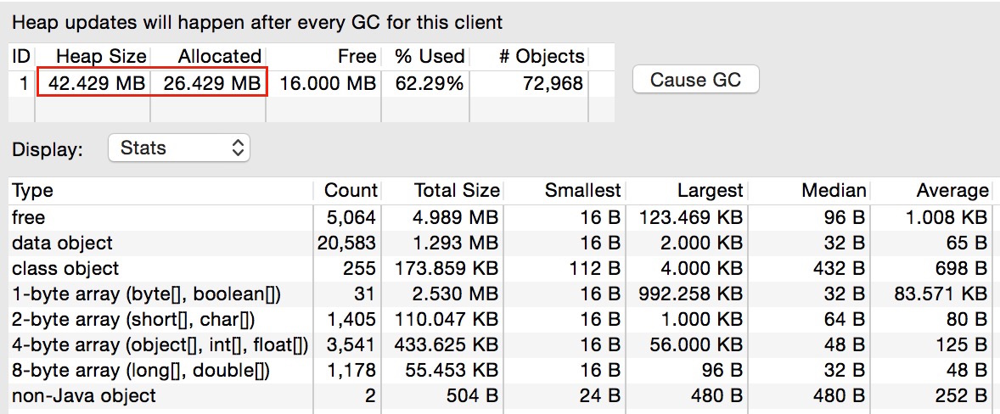 Heap updates will happen after every GC for this client
ID Heap Size Allocated Free % Used # Objects
1 42.429 MB 26.429 MB 16.000 MB 62.29% 72,968
Cause GC
Display: Stats
Type Count Total Size Smallest Largest Median Average
free 5,064 4.989 MB 16 B 123.469 KB 96 B 1.008 KB
data object 20,583 1.293 MB 16 B 2.000 KB 32 B 65 B
class object 255 173.859 KB 112 B 4.000 KB 432 B 698 B
1-byte array (byte[], boolean[]) 31 2.530 MB 16 B 992.258 KB 32 B 83.571 KB
2-byte array (short[], char[]) 1,405 110.047 KB 16 B 1.000 KB 64 B 80 B
4-byte array (object[], int[], float[]) 3,541 433.625 KB 16 B 56.000 KB 48 B 125 B
8-byte array (long[], double[]) 1,178 55.453 KB 16 B 96 B 32 B 48 B
non-Java object 2 504 B 24 B 480 B 480 B 252 B